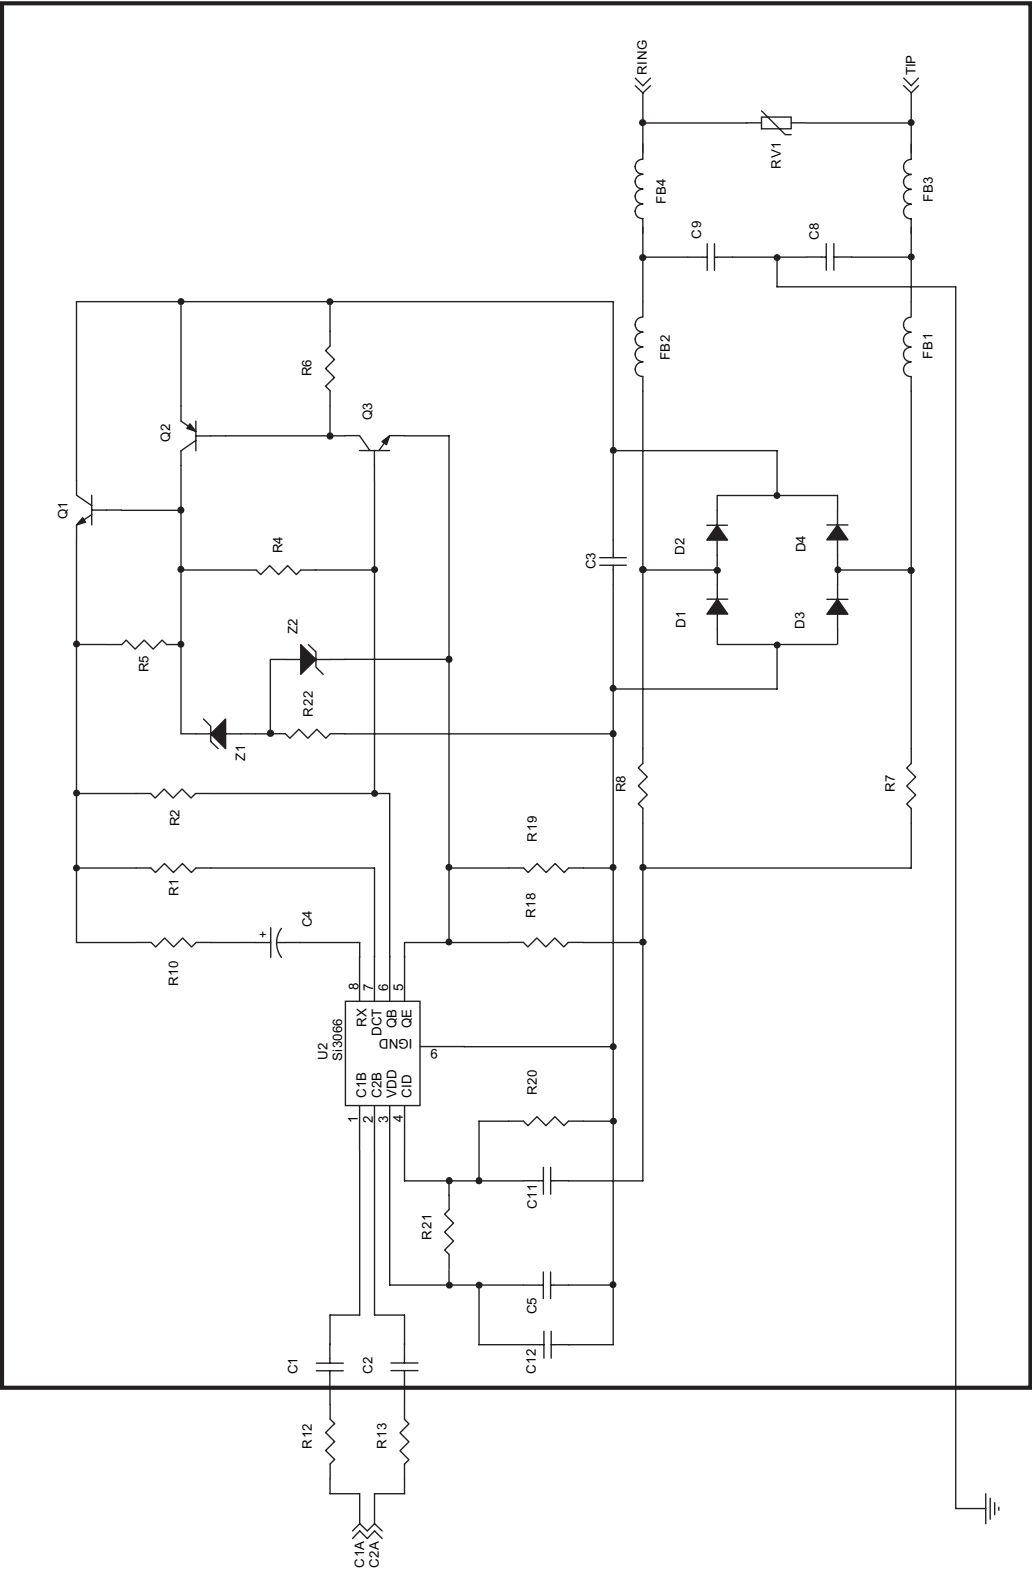 RING
TIP
RV1
FB4
FB3
C9
C8
FB2
FB1
R6
Q2
Q3
Q1
R4
C3
D2
D4
D1
D3
R5
Z2
R22
Z1
R8
R7
R2
R19
R1
R18
C4
+
R10
8
7
6
5
RX
DCT
QB
QE
U2
Si3066
IGND
6
C1B
C2B
VDD
CID
1
2
3
4
R20
C11
R21
C5
C12
C1
C2
R12
R13
C1A
C2A